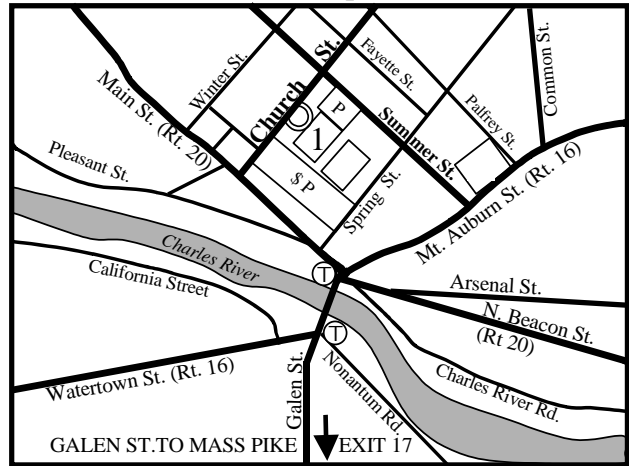 Winter St.
Church St.
Fayette St.
Common St.
Main St. (Rt. 20)
P
1
Summer St.
Palfrey St.
Pleasant St.
$ P
Spring St.
Mt. Auburn St. (Rt. 16)
Charles River
California Street
T
Arsenal St.
N. Beacon St.
(Rt 20)
T
Watertown St. (Rt. 16)
Galen St.
Nonantum Rd.
Charles River Rd.
GALEN ST.TO MASS PIKE EXIT 17